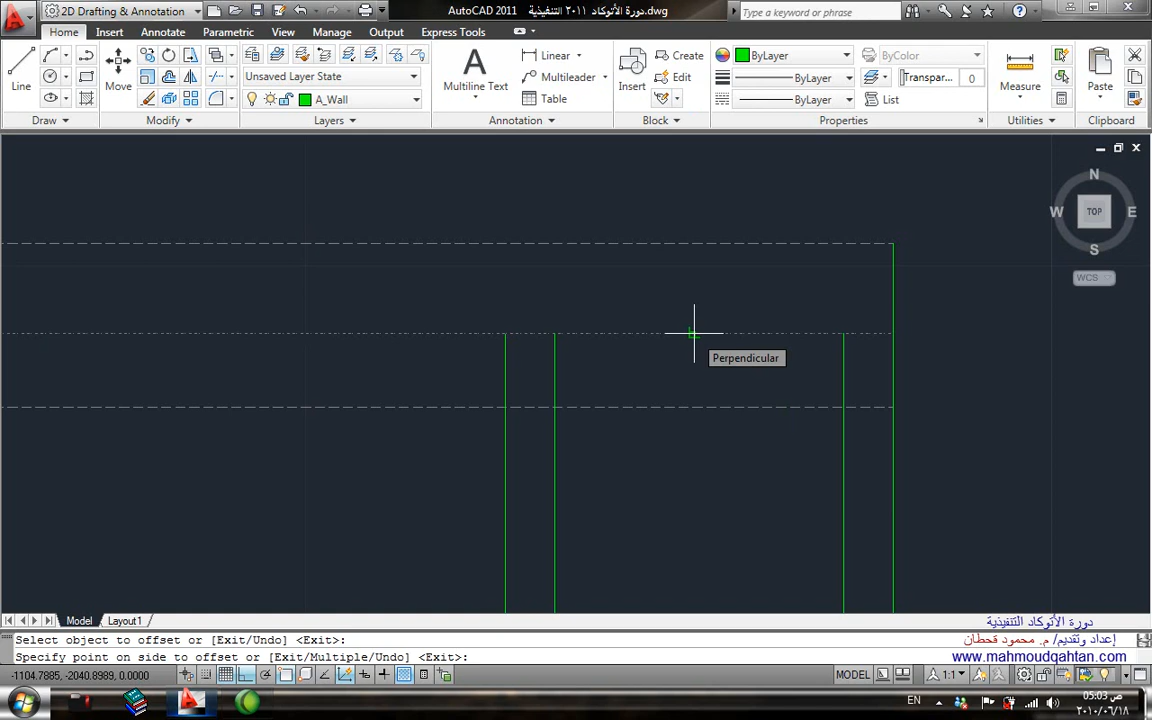 2D Drafting & Annotation
AutoCAD 2011 دورة الأتوكاد ٢٠١١ التنفيذية.dwg
Type a keyword or phrase
Home Insert Annotate Parametric View Manage Output Express Tools
Line
Move
Unsaved Layer State
A_Wall
Multiline Text
Linear
Multileader
Table
Insert
Create
Edit
ByLayer
ByLayer
ByLayer
ByColor
Transpar... 0
List
Measure
Paste
Draw Modify Layers Annotation Block Properties Utilities Clipboard
N
W TOP E
S
WCS
Perpendicular
Model Layout1
دورة الأتوكاد التنفيذية
Select object to offset or [Exit/Undo] <Exit>:
إعداد وتقديم/ م. محمود قحطان
Specify point on side to offset or [Exit/Multiple/Undo] <Exit>:
www.mahmoudqahtan.com
-1104.7885, -2040.8989, 0.0000
MODEL 1:1
EN
05:03 ص
٢٠١٠/٠٦/١٨